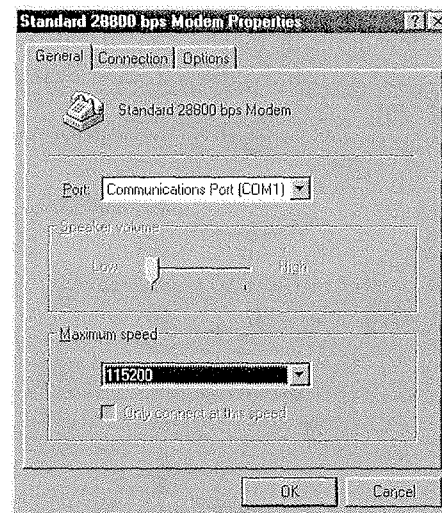 Standard 28800 bps Modem Properties ? ×
General Connection Options
Standard 28800 bps Modem
Port: Communications Port (COM1)
Speaker volume
Low High
Maximum speed
115200
Only connect at this speed
OK Cancel